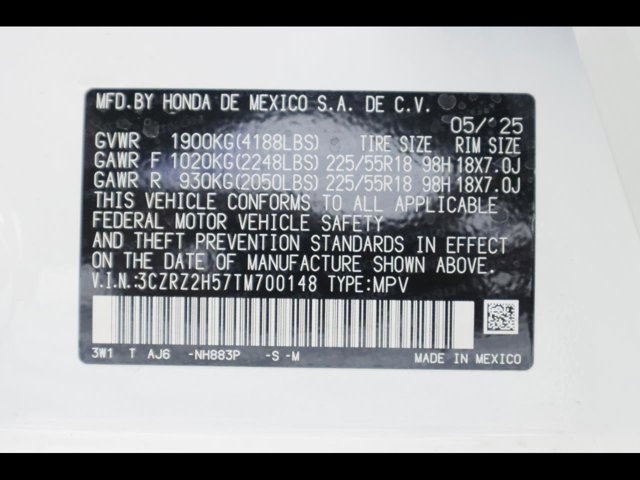 MFD.BY HONDA DE MEXICO S.A. DE C.V.
05/'25
GVWR 1900KG(4188LBS) TIRE SIZE RIM SIZE
GAWR F 1020KG(2248LBS) 225/55R18 98H 18X7.0J
GAWR R 930KG(2050LBS) 225/55R18 98H 18X7.0J
THIS VEHICLE CONFORMS TO ALL APPLICABLE
FEDERAL MOTOR VEHICLE SAFETY
AND THEFT PREVENTION STANDARDS IN EFFECT
ON THE DATE OF MANUFACTURE SHOWN ABOVE.
V.I.N.:3CZRZ2H57TM700148 TYPE:MPV
3W1 T AJ6 -NH883P -S -M MADE IN MEXICO